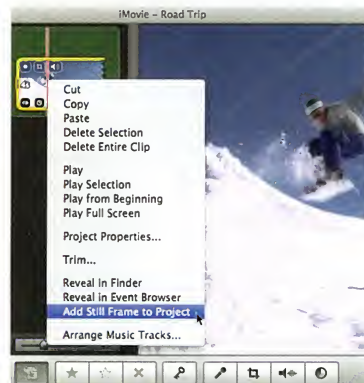 iMovie – Road Trip
Cut
Copy
Paste
Delete Selection
Delete Entire Clip
Play
Play Selection
Play from Beginning
Play Full Screen
Project Properties...
Trim...
Reveal in Finder
Reveal in Event Browser
Add Still Frame to Project
Arrange Music Tracks...